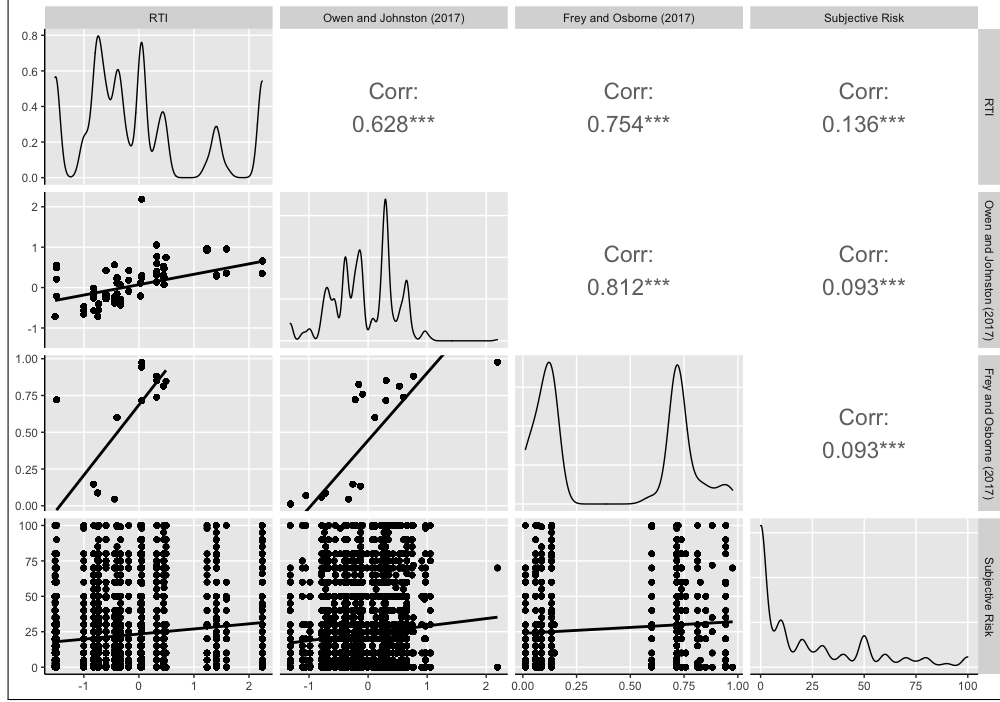 RTI
Owen and Johnston (2017)
Frey and Osborne (2017)
Subjective Risk
0.8
0.6
0.4
0.2
0.0
Corr:
0.628***
Corr:
0.754***
Corr:
0.136***
RTI
2
1
0
-1
Corr:
0.812***
Corr:
0.093***
Owen and Johnston (2017)
1.00
0.75
0.50
0.25
0.00
Corr:
0.093***
Frey and Osborne (2017)
100
75
50
25
0
Subjective Risk
-1 0 1 2
-1 0 1 2
0.00 0.25 0.50 0.75 1.00
0 25 50 75 100